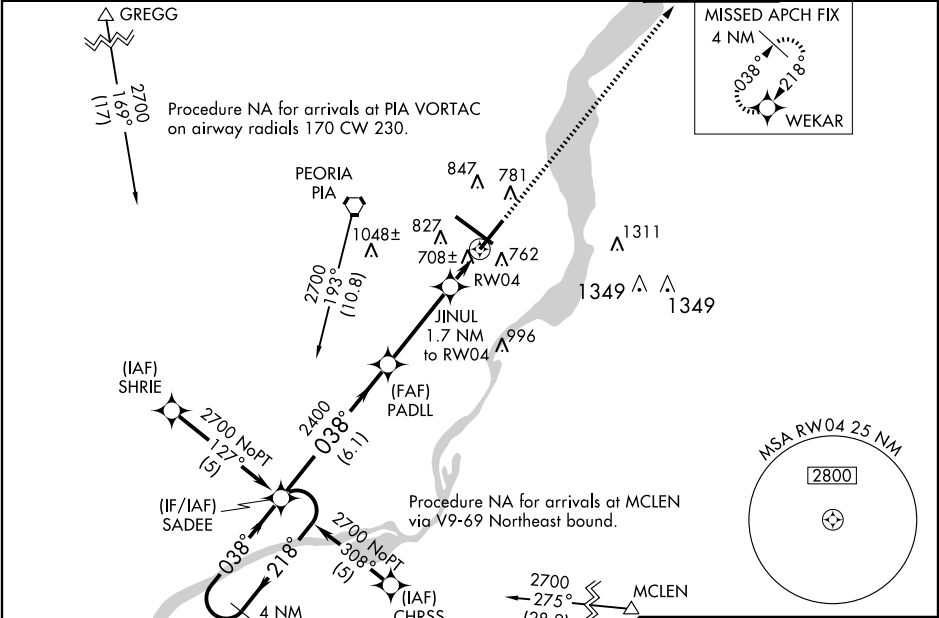 GREGG
2700
169°
(17)
Procedure NA for arrivals at PIA VORTAC
on airway radials 170 CW 230.
MISSED APCH FIX
4 NM
038°
218°
WEKAR
PEORIA
PIA
847
781
1048±
827
708±
762
RW04
1311
1349
1349
2700
193°
(10.8)
JINUL
1.7 NM
to RW04
996
(FAF)
PADLL
(IAF)
SHRIE
2700 NoPT
127°
(5)
2400
038°
(6.1)
MSA RW04 25 NM
2800
(IF/IAF)
SADEE
Procedure NA for arrivals at MCLEN
via V9-69 Northeast bound.
038°
218°
2700 NoPT
308°
(5)
4 NM
(IAF)
CHRSS
2700
275°
MCLEN